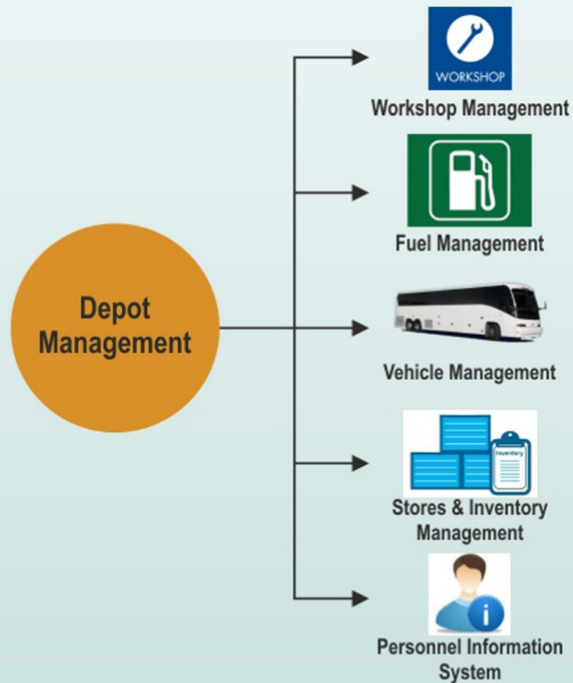 WORKSHOP
Workshop Management
Fuel Management
Depot
Management
Vehicle Management
Inventory
Stores & Inventory
Management
i
Personnel Information
System